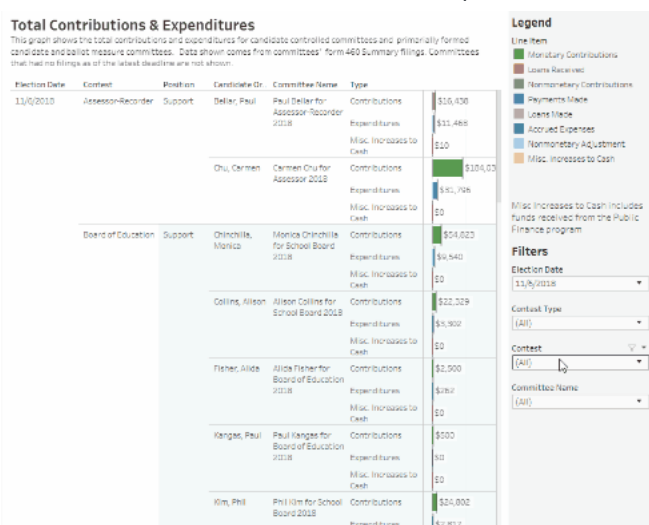 Total Contributions & Expenditures
This graph shows the total contributions and expenditures for candidate controlled committees and primarily formed
candidate and ballot measure committees. Data shown comes from committees' form 460 Summary filings. Committees
that had no filings as of the latest deadline are not shown.
Election Date Contest Position Candidate Or.. Committee Name Type
11/6/2018 Assessor-Recorder Support Bellar, Paul Paul Bellar for Assessor-Recorder 2018 Contributions $16,438
Expenditures $11,468
Misc. Increases to Cash $10
Chu, Carmen Carmen Chu for Assessor 2018 Contributions $184,03
Expenditures $31,796
Misc. Increases to Cash $0
Board of Education Support Chinchilla, Monica Monica Chinchilla for School Board 2018 Contributions $54,823
Expenditures $9,540
Misc. Increases to Cash $0
Collins, Alison Alison Collins for School Board 2018 Contributions $22,329
Expenditures $3,302
Misc. Increases to Cash $0
Fisher, Alida Alida Fisher for Board of Education 2018 Contributions $2,500
Expenditures $262
Misc. Increases to Cash $0
Kangas, Paul Paul Kangas for Board of Education 2018 Contributions $500
Expenditures $0
Misc. Increases to Cash $0
Kim, Phil Phil Kim for School Board 2018 Contributions $24,802
Expenditures
Legend
Line Item
Monetary Contributions
Loans Received
Nonmonetary Contributions
Payments Made
Loans Made
Accrued Expenses
Nonmonetary Adjustment
Misc. Increases to Cash
Misc Increases to Cash includes
funds received from the Public
Finance program
Filters
Election Date
11/6/2018
Contest Type
(All)
Contest
(All)
Committee Name
(All)